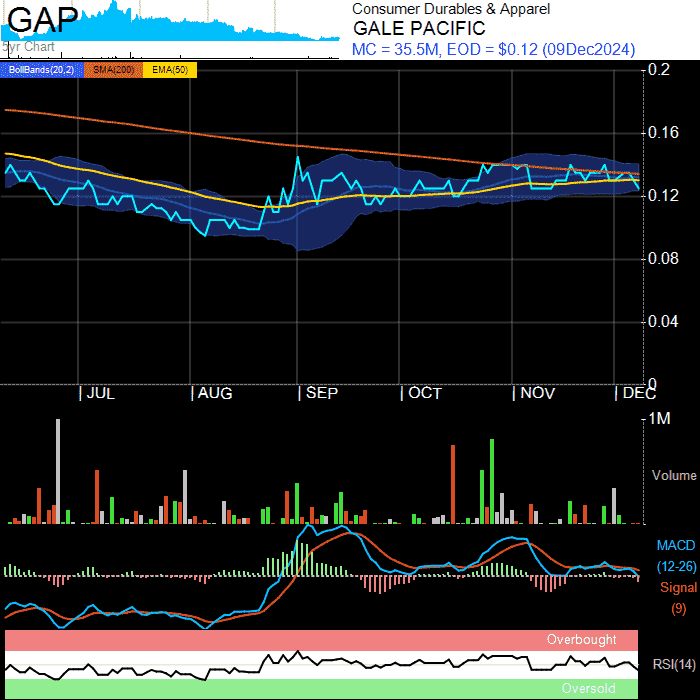 GAP
5yr Chart
Consumer Durables & Apparel
GALE PACIFIC
MC = 35.5M, EOD = $0.12 (09Dec2024)
BollBands(20,2) SMA(200) EMA(50)
0.2
0.16
0.12
0.08
0.04
0
JUL AUG SEP OCT NOV DEC
1M
Volume
MACD
(12-26)
Signal
(9)
Overbought
RSI(14)
Oversold